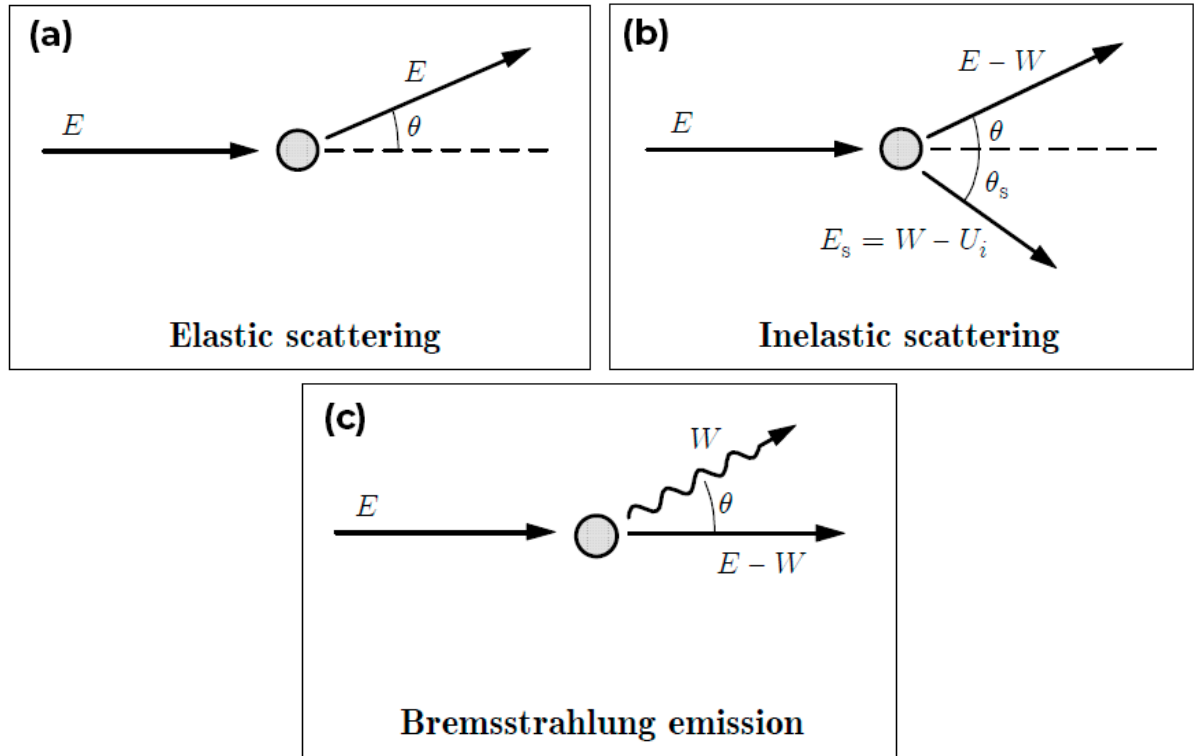 (a)
E
E
θ
Elastic scattering
(b)
E
E − W
θ
θs
Es = W − Ui
Inelastic scattering
(c)
E
W
θ
E − W
Bremsstrahlung emission